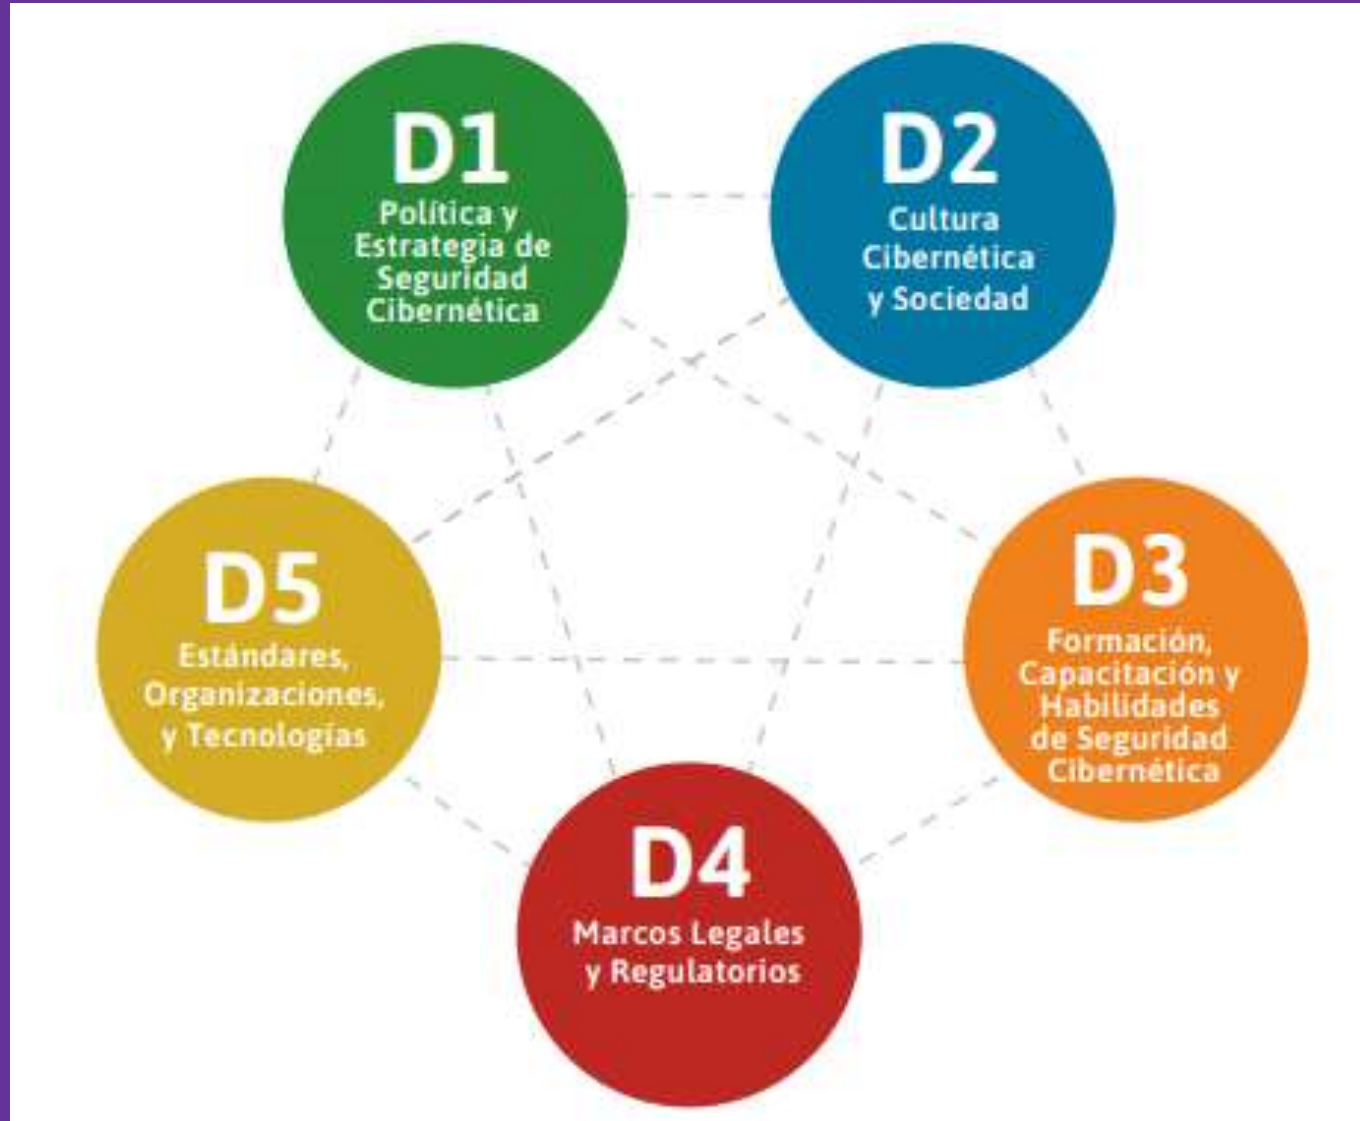 D1
Política y
Estrategia de
Seguridad
Cibernética
D2
Cultura
Cibernética
y Sociedad
D3
Formación,
Capacitación y
Habilidades
de Seguridad
Cibernética
D4
Marcos Legales
y Regulatorios
D5
Estándares,
Organizaciones,
y Tecnologías